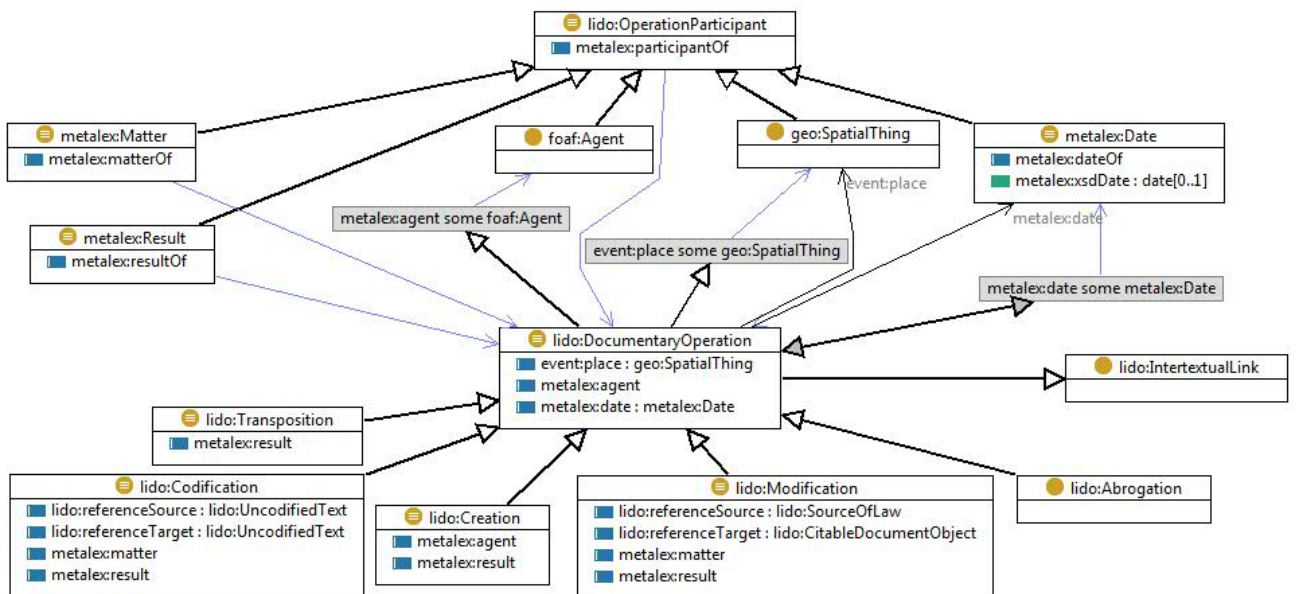 lido:OperationParticipant
metalex:participantOf
metalex:Matter
metalex:matterOf
foaf:Agent
geo:SpatialThing
metalex:Date
metalex:dateOf
metalex:xsdDate : date[0..1]
event:place
metalex:agent some foaf:Agent
metalex:date
metalex:Result
metalex:resultOf
event:place some geo:SpatialThing
metalex:date some metalex:Date
lido:DocumentaryOperation
event:place : geo:SpatialThing
metalex:agent
metalex:date : metalex:Date
lido:IntertextualLink
lido:Transposition
metalex:result
lido:Codification
lido:referenceSource : lido:UncodifiedText
lido:referenceTarget : lido:UncodifiedText
metalex:matter
metalex:result
lido:Creation
metalex:agent
metalex:result
lido:Modification
lido:referenceSource : lido:SourceOfLaw
lido:referenceTarget : lido:CitableDocumentObject
metalex:matter
metalex:result
lido:Abrogation